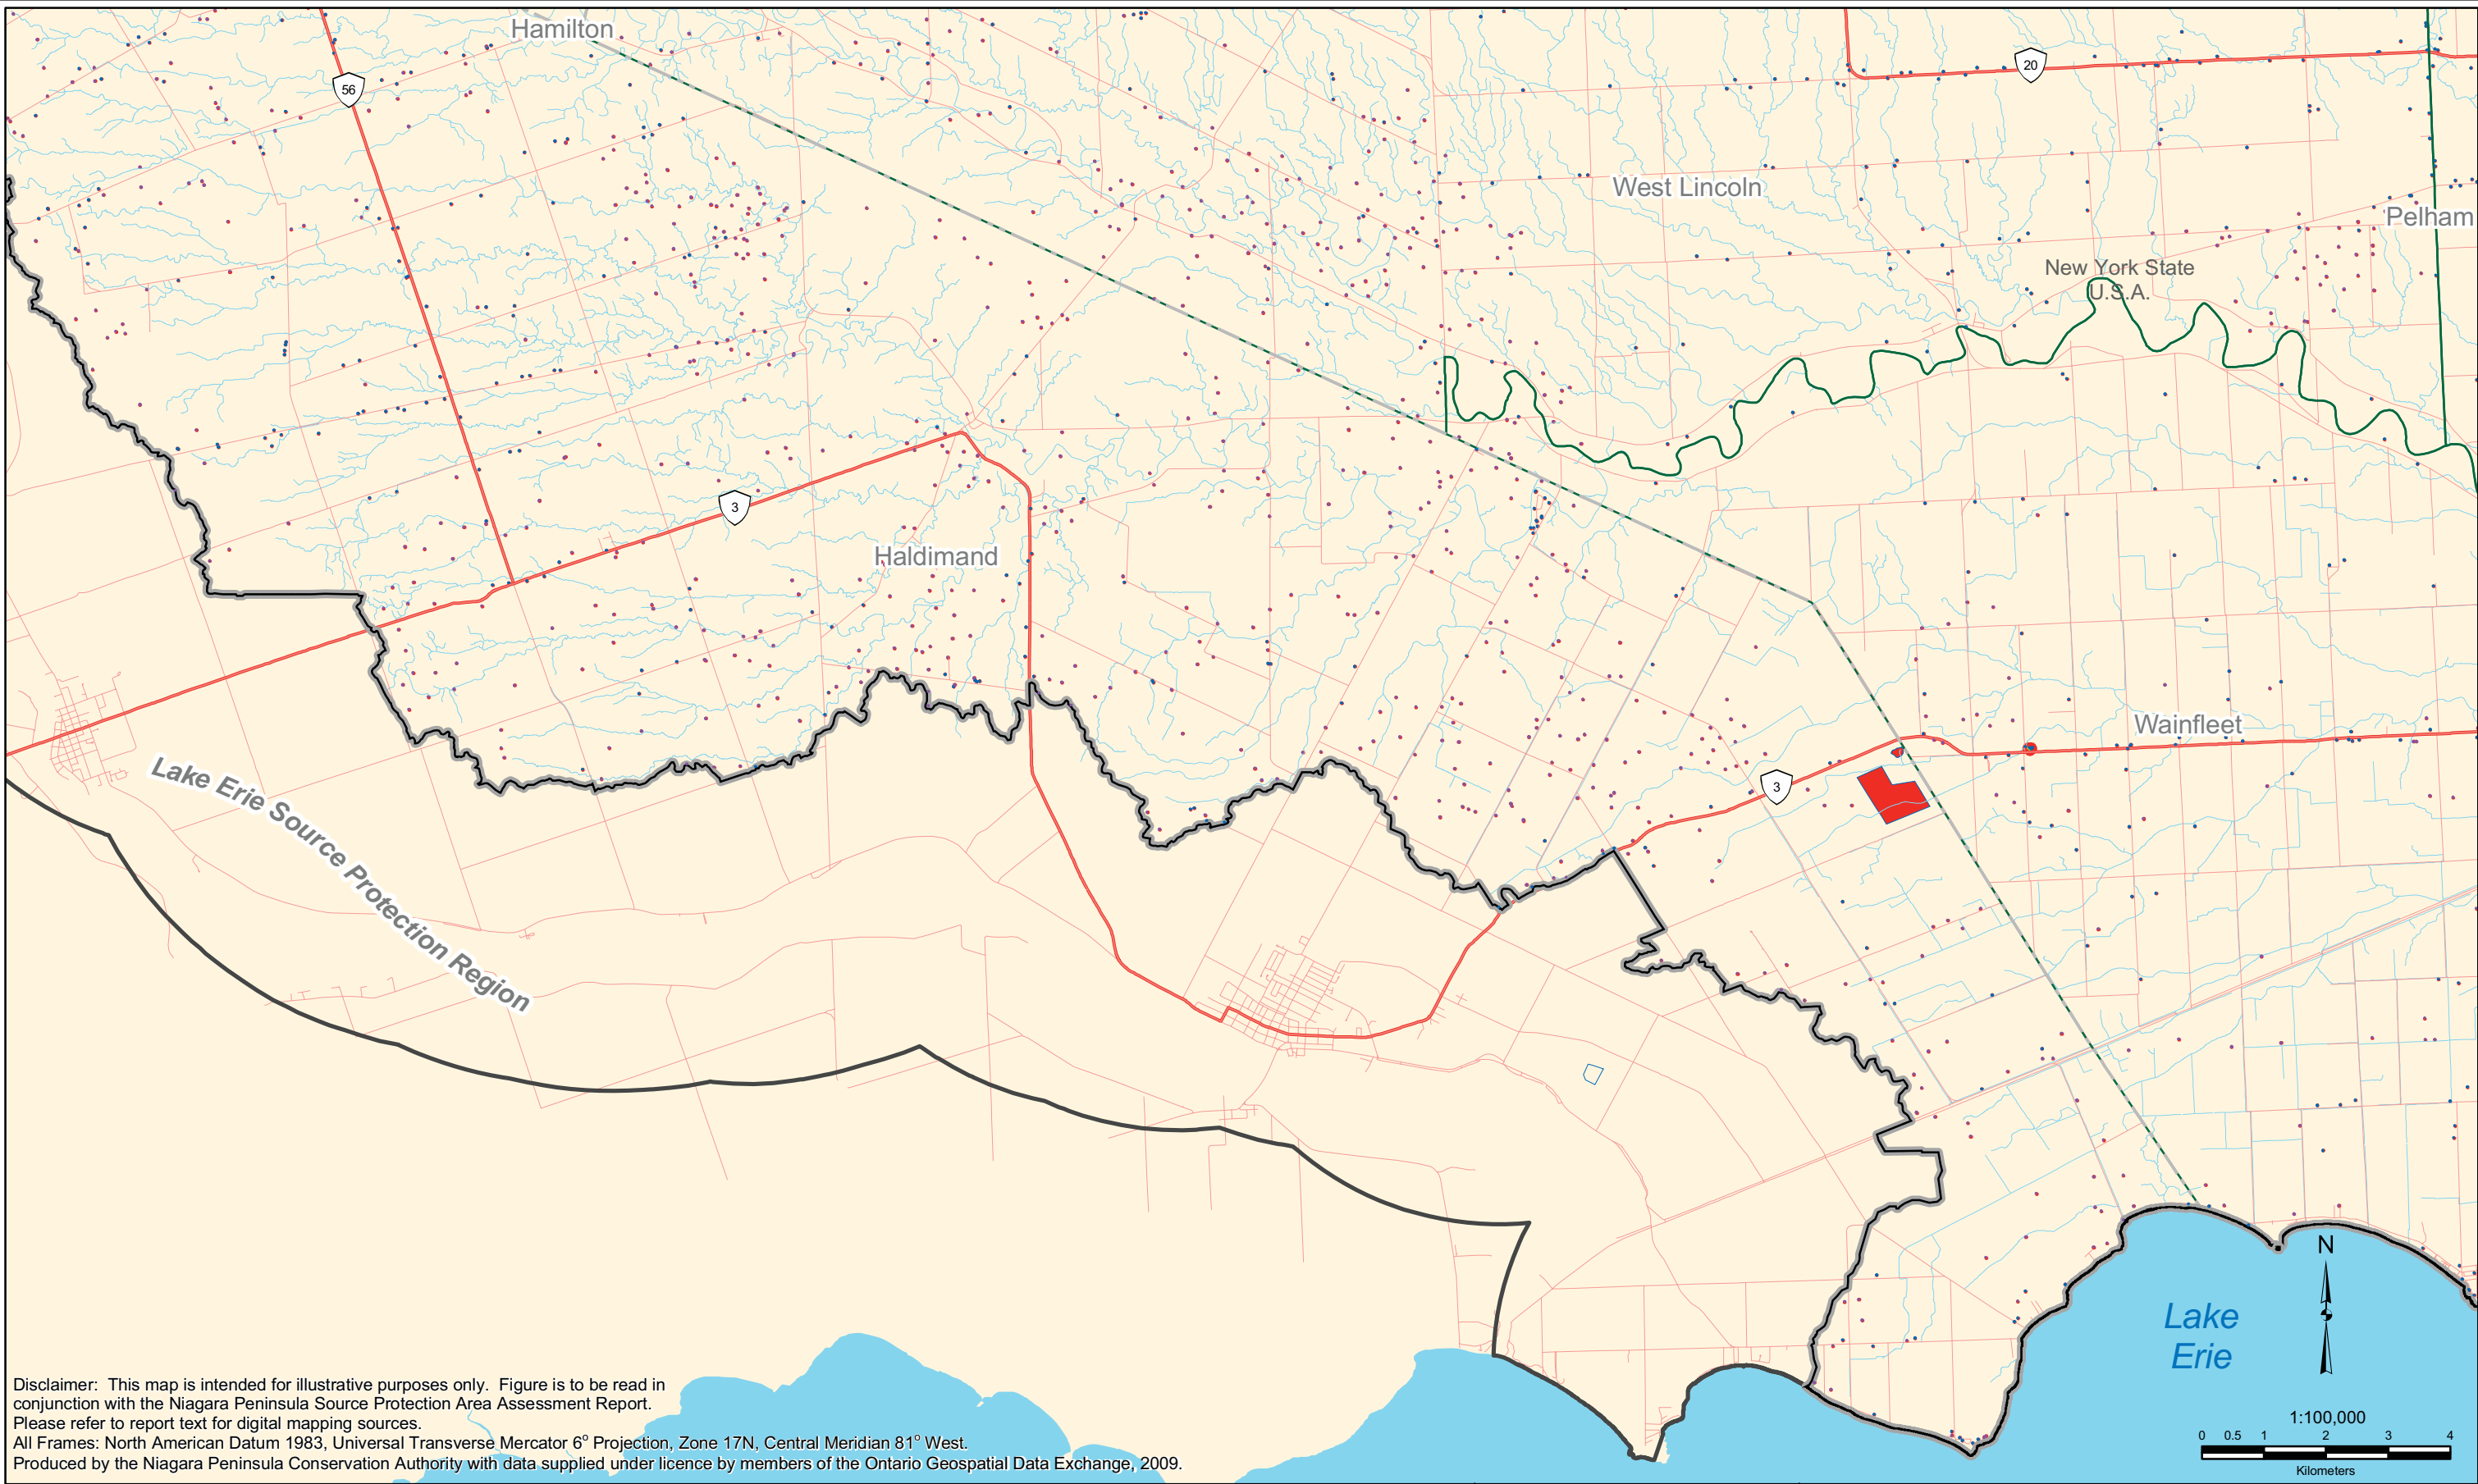 Hamilton
20
56
West Lincoln
Pelham
New York State
U.S.A.
3
Haldimand
Wainfleet
3
Lake Erie Source Protection Region
N
Lake
Erie
Disclaimer: This map is intended for illustrative purposes only. Figure is to be read in
conjunction with the Niagara Peninsula Source Protection Area Assessment Report.
Please refer to report text for digital mapping sources.
All Frames: North American Datum 1983, Universal Transverse Mercator 6° Projection, Zone 17N, Central Meridian 81° West.
Produced by the Niagara Peninsula Conservation Authority with data supplied under licence by members of the Ontario Geospatial Data Exchange, 2009.
1:100,000
0 0.5 1 2 3 4
Kilometers